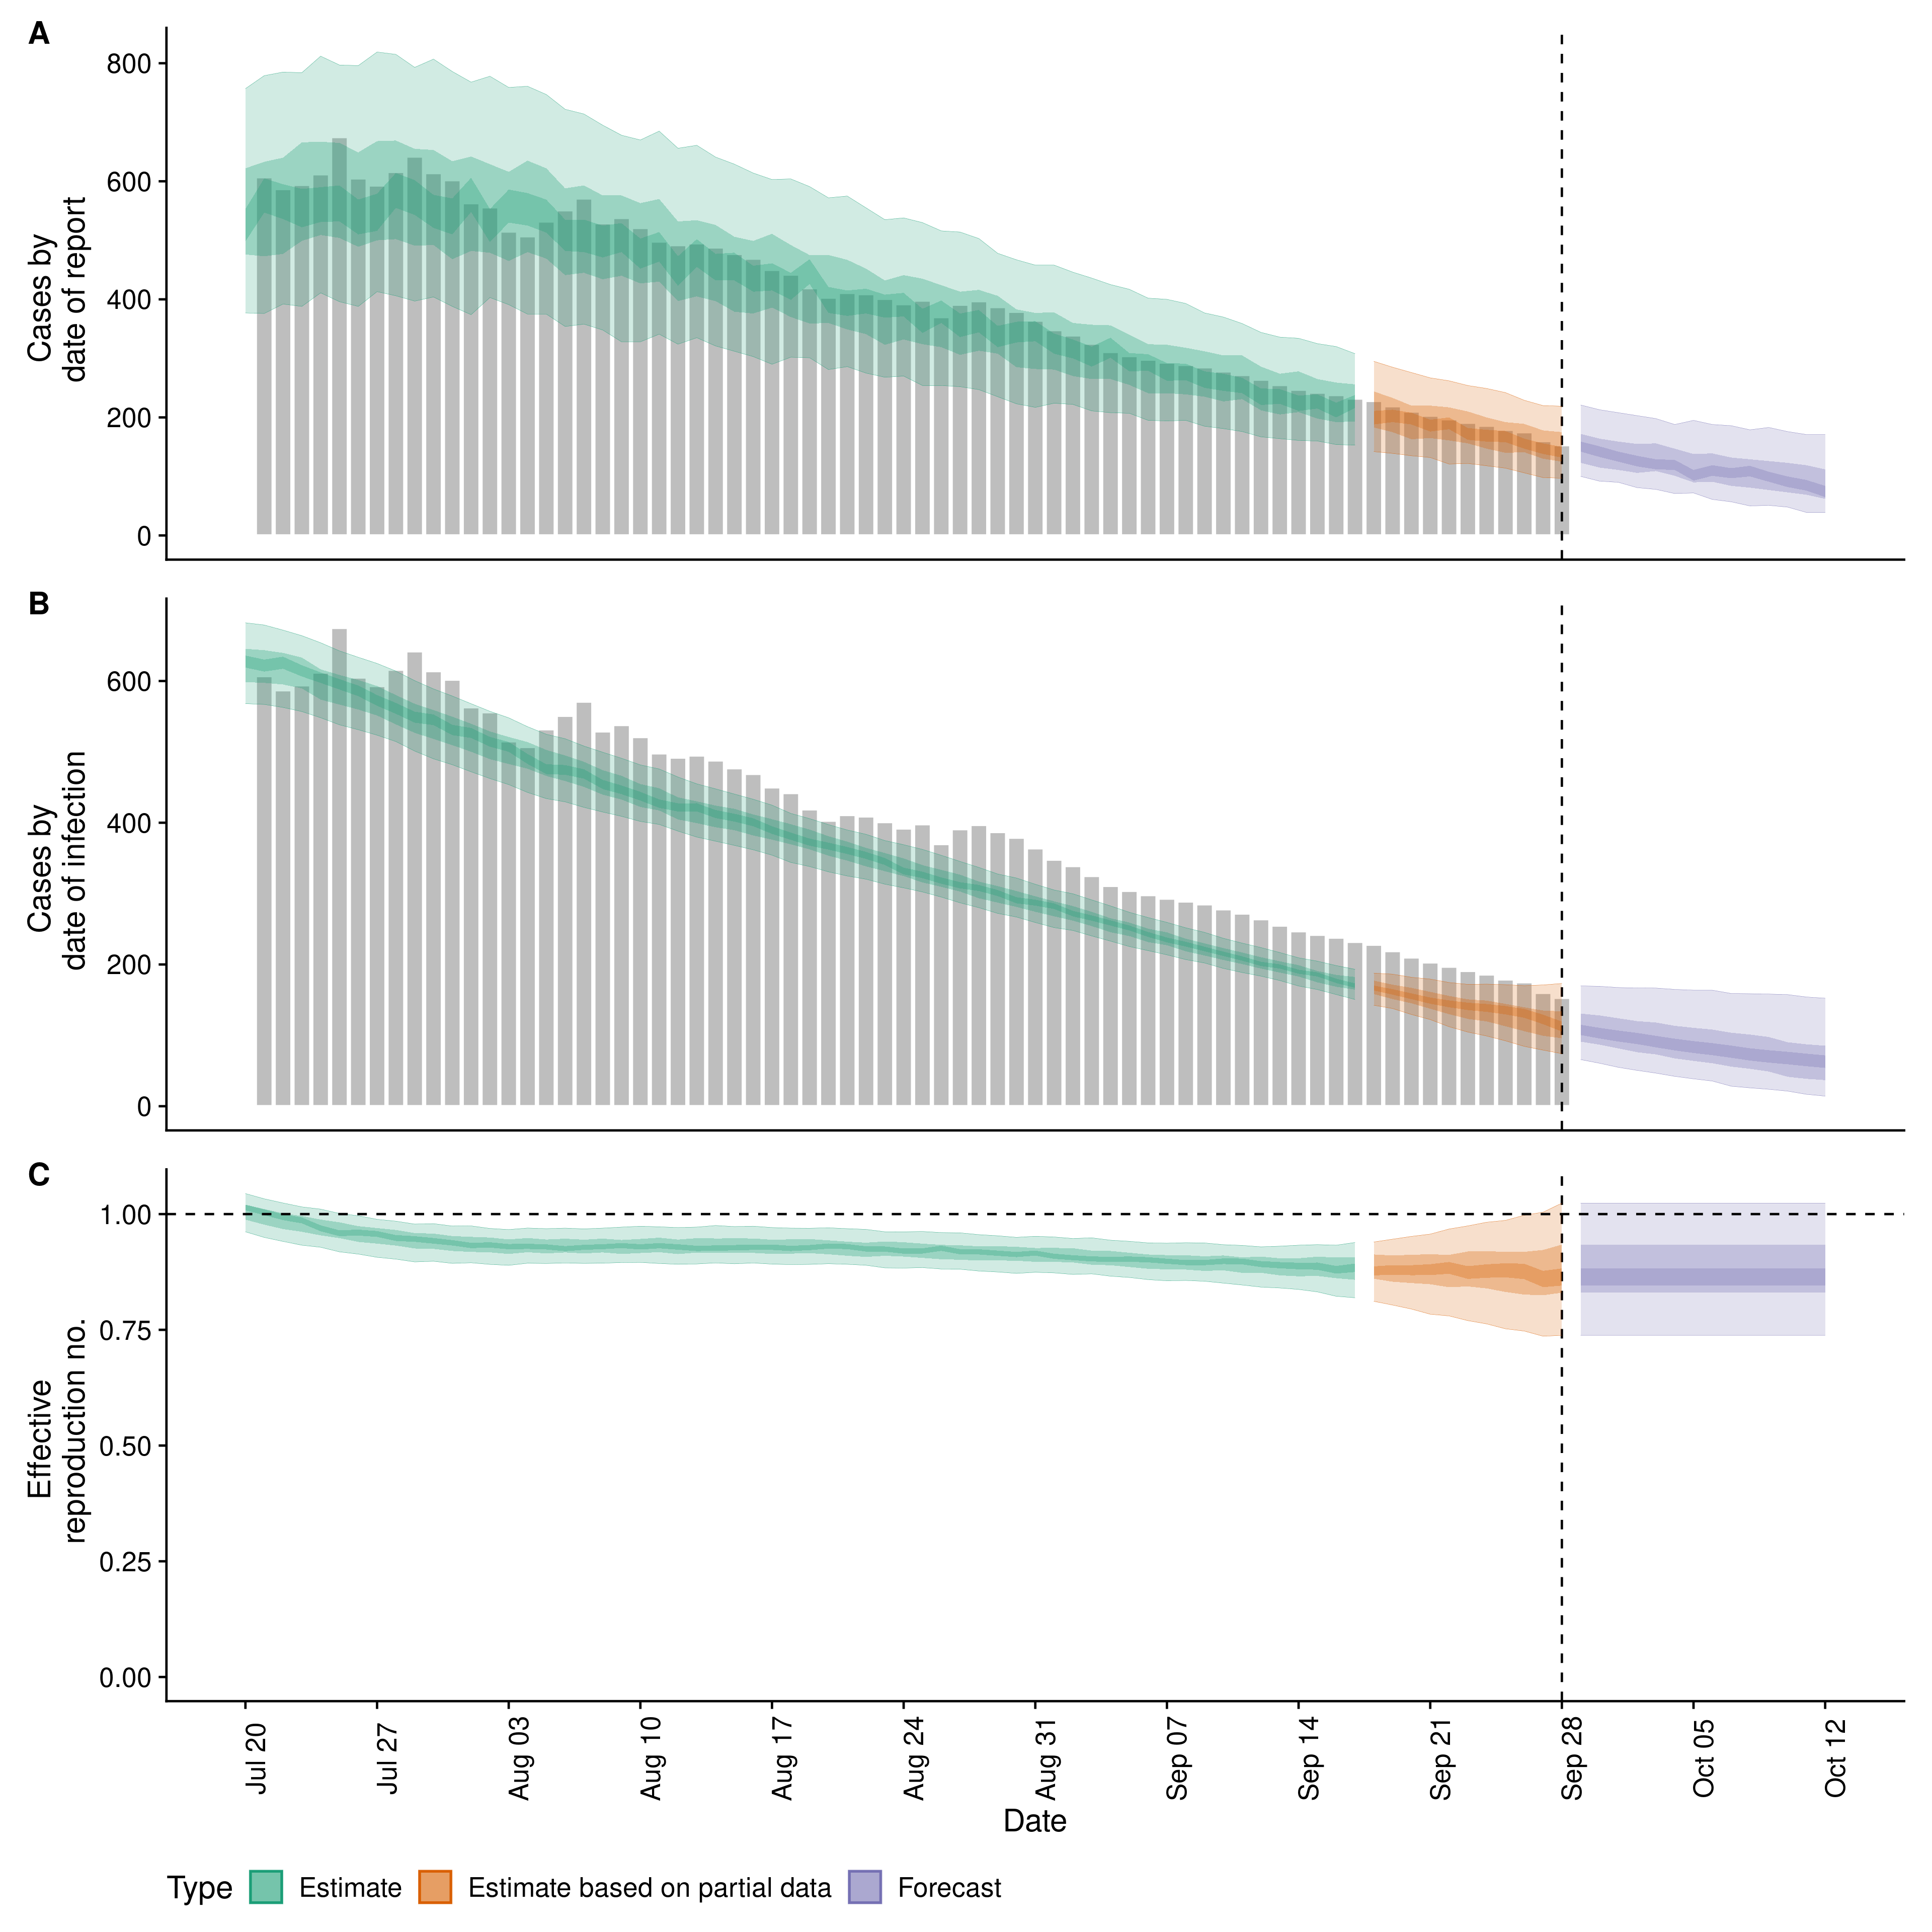 A
800
600
400
200
0
Cases by
date of report
B
600
400
200
0
Cases by
date of infection
C
1.00
0.75
0.50
0.25
0.00
Effective
reproduction no.
Jul 20
Jul 27
Aug 03
Aug 10
Aug 17
Aug 24
Aug 31
Sep 07
Sep 14
Sep 21
Sep 28
Oct 05
Oct 12
Date
Type
Estimate
Estimate based on partial data
Forecast